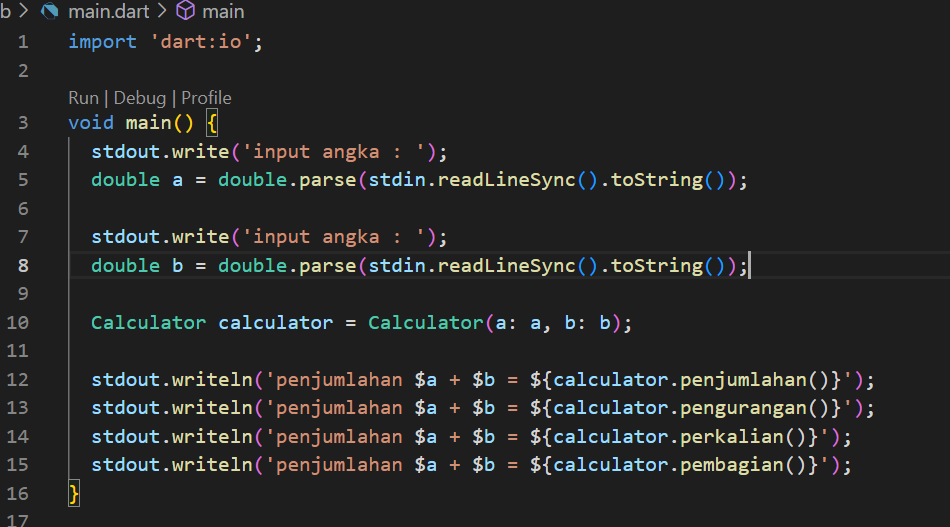 b > main.dart > main
1 import 'dart:io';
2
Run | Debug | Profile
3 void main() {
4 stdout.write('input angka : ');
5 double a = double.parse(stdin.readLineSync().toString());
6
7 stdout.write('input angka : ');
8 double b = double.parse(stdin.readLineSync().toString());
9
10 Calculator calculator = Calculator(a: a, b: b);
11
12 stdout.writeln('penjumlahan $a + $b = ${calculator.penjumlahan()}');
13 stdout.writeln('penjumlahan $a + $b = ${calculator.pengurangan()}');
14 stdout.writeln('penjumlahan $a + $b = ${calculator.perkalian()}');
15 stdout.writeln('penjumlahan $a + $b = ${calculator.pembagian()}');
16 }
17